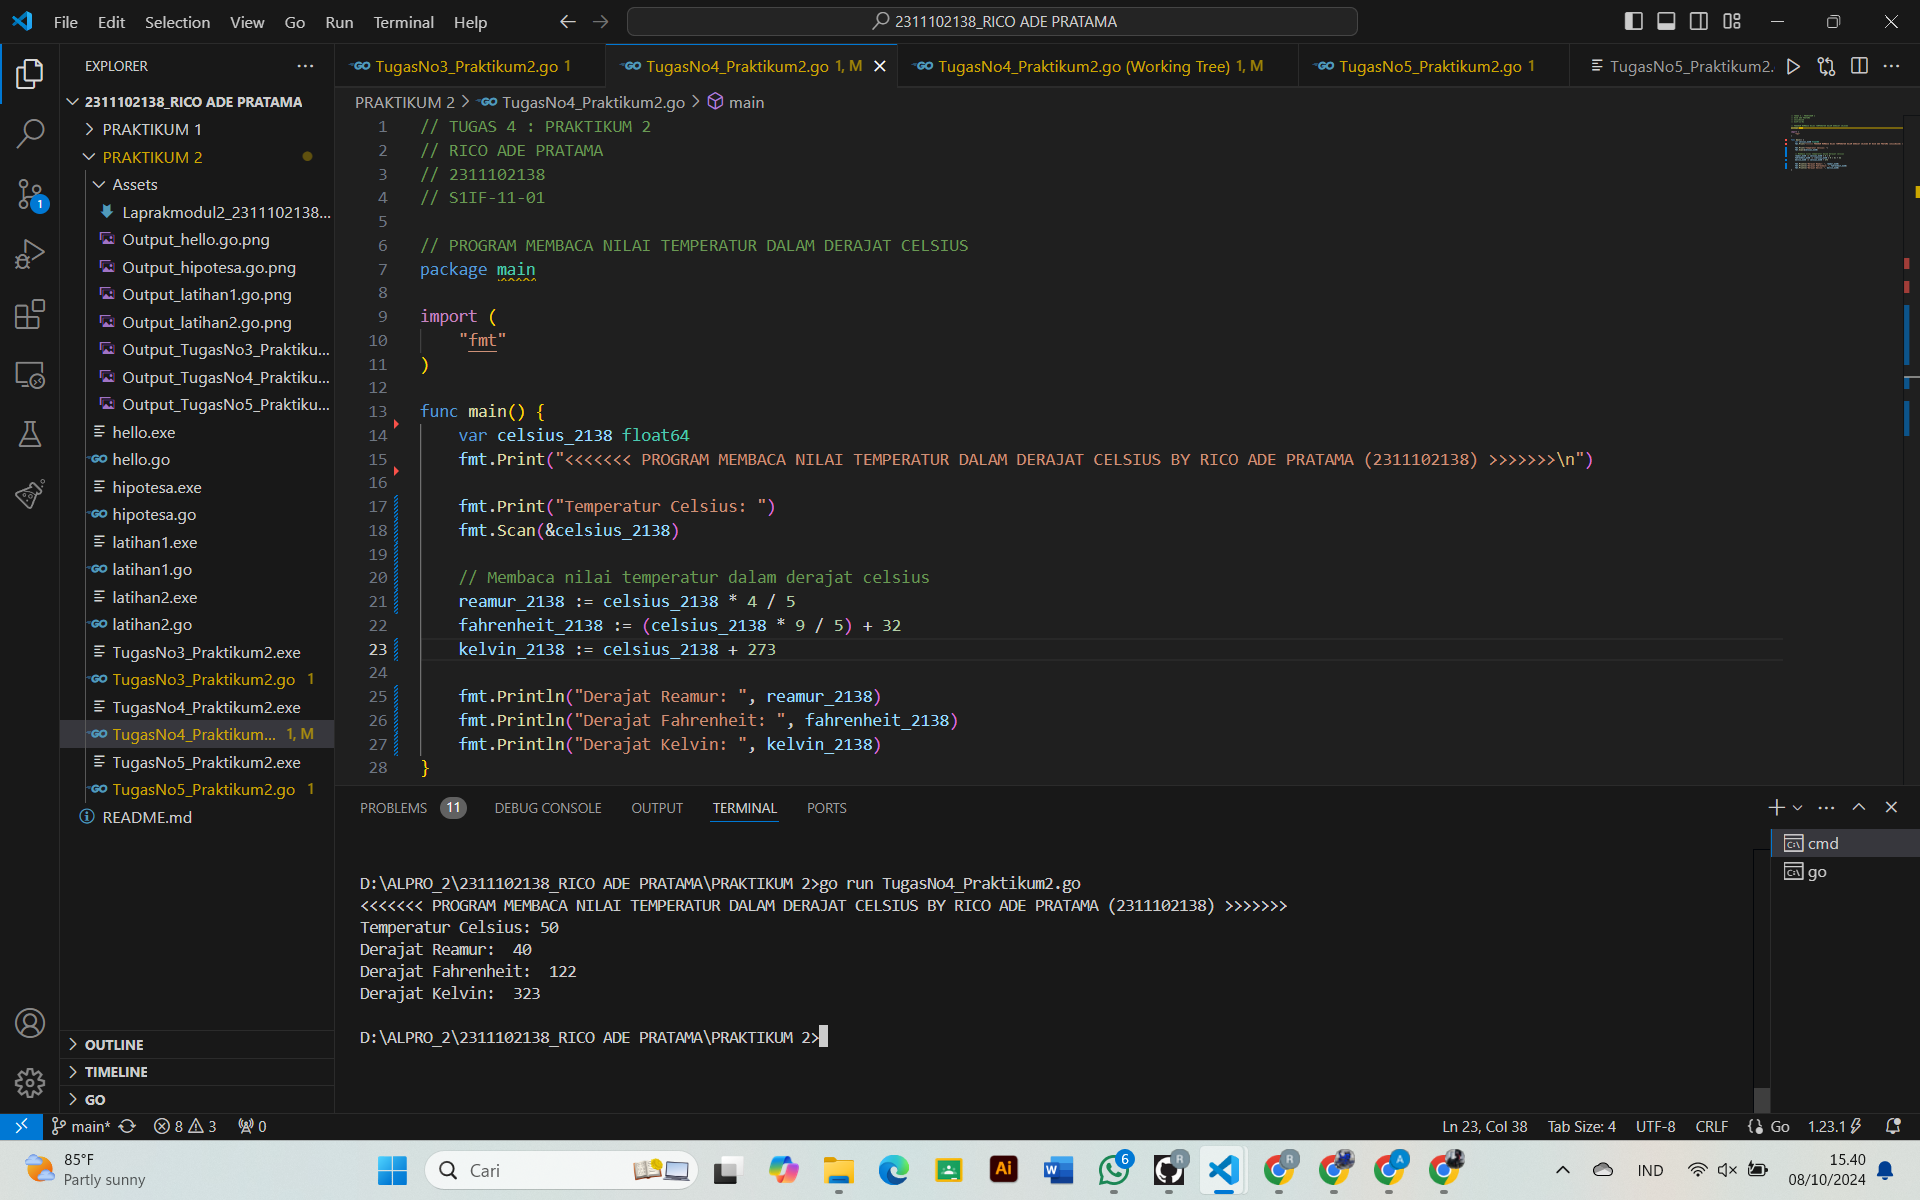 File Edit Selection View Go Run Terminal Help
2311102138_RICO ADE PRATAMA
EXPLORER
2311102138_RICO ADE PRATAMA
PRAKTIKUM 1
PRAKTIKUM 2
Assets
Laprakmodul2_2311102138...
Output_hello.go.png
Output_hipotesa.go.png
Output_latihan1.go.png
Output_latihan2.go.png
Output_TugasNo3_Praktiku...
Output_TugasNo4_Praktiku...
Output_TugasNo5_Praktiku...
hello.exe
hello.go
hipotesa.exe
hipotesa.go
latihan1.exe
latihan1.go
latihan2.exe
latihan2.go
TugasNo3_Praktikum2.exe
TugasNo3_Praktikum2.go 1
TugasNo4_Praktikum2.exe
TugasNo4_Praktikum... 1, M
TugasNo5_Praktikum2.exe
TugasNo5_Praktikum2.go 1
README.md
OUTLINE
TIMELINE
GO
1
TugasNo3_Praktikum2.go 1
TugasNo4_Praktikum2.go 1, M
TugasNo4_Praktikum2.go (Working Tree) 1, M
TugasNo5_Praktikum2.go 1
TugasNo5_Praktikum2.
PRAKTIKUM 2 > TugasNo4_Praktikum2.go > main
1 // TUGAS 4 : PRAKTIKUM 2
2 // RICO ADE PRATAMA
3 // 2311102138
4 // S1IF-11-01
5
6 // PROGRAM MEMBACA NILAI TEMPERATUR DALAM DERAJAT CELSIUS
7 package main
8
9 import (
10 "fmt"
11 )
12
13 func main() {
14 var celsius_2138 float64
15 fmt.Print("<<<<<<< PROGRAM MEMBACA NILAI TEMPERATUR DALAM DERAJAT CELSIUS BY RICO ADE PRATAMA (2311102138) >>>>>>>\n")
16
17 fmt.Print("Temperatur Celsius: ")
18 fmt.Scan(&celsius_2138)
19
20 // Membaca nilai temperatur dalam derajat celsius
21 reamur_2138 := celsius_2138 * 4 / 5
22 fahrenheit_2138 := (celsius_2138 * 9 / 5) + 32
23 kelvin_2138 := celsius_2138 + 273
24
25 fmt.Println("Derajat Reamur: ", reamur_2138)
26 fmt.Println("Derajat Fahrenheit: ", fahrenheit_2138)
27 fmt.Println("Derajat Kelvin: ", kelvin_2138)
28 }
PROBLEMS 11 DEBUG CONSOLE OUTPUT TERMINAL PORTS
cmd
go
D:\ALPRO_2\2311102138_RICO ADE PRATAMA\PRAKTIKUM 2>go run TugasNo4_Praktikum2.go
<<<<<<< PROGRAM MEMBACA NILAI TEMPERATUR DALAM DERAJAT CELSIUS BY RICO ADE PRATAMA (2311102138) >>>>>>>
Temperatur Celsius: 50
Derajat Reamur:  40
Derajat Fahrenheit:  122
Derajat Kelvin:  323
D:\ALPRO_2\2311102138_RICO ADE PRATAMA\PRAKTIKUM 2>
main* 8 3 0
Ln 23, Col 38 Tab Size: 4 UTF-8 CRLF Go 1.23.1
85°F
Partly sunny
Cari
Ai
6
R
R
A
IND
15.40
08/10/2024